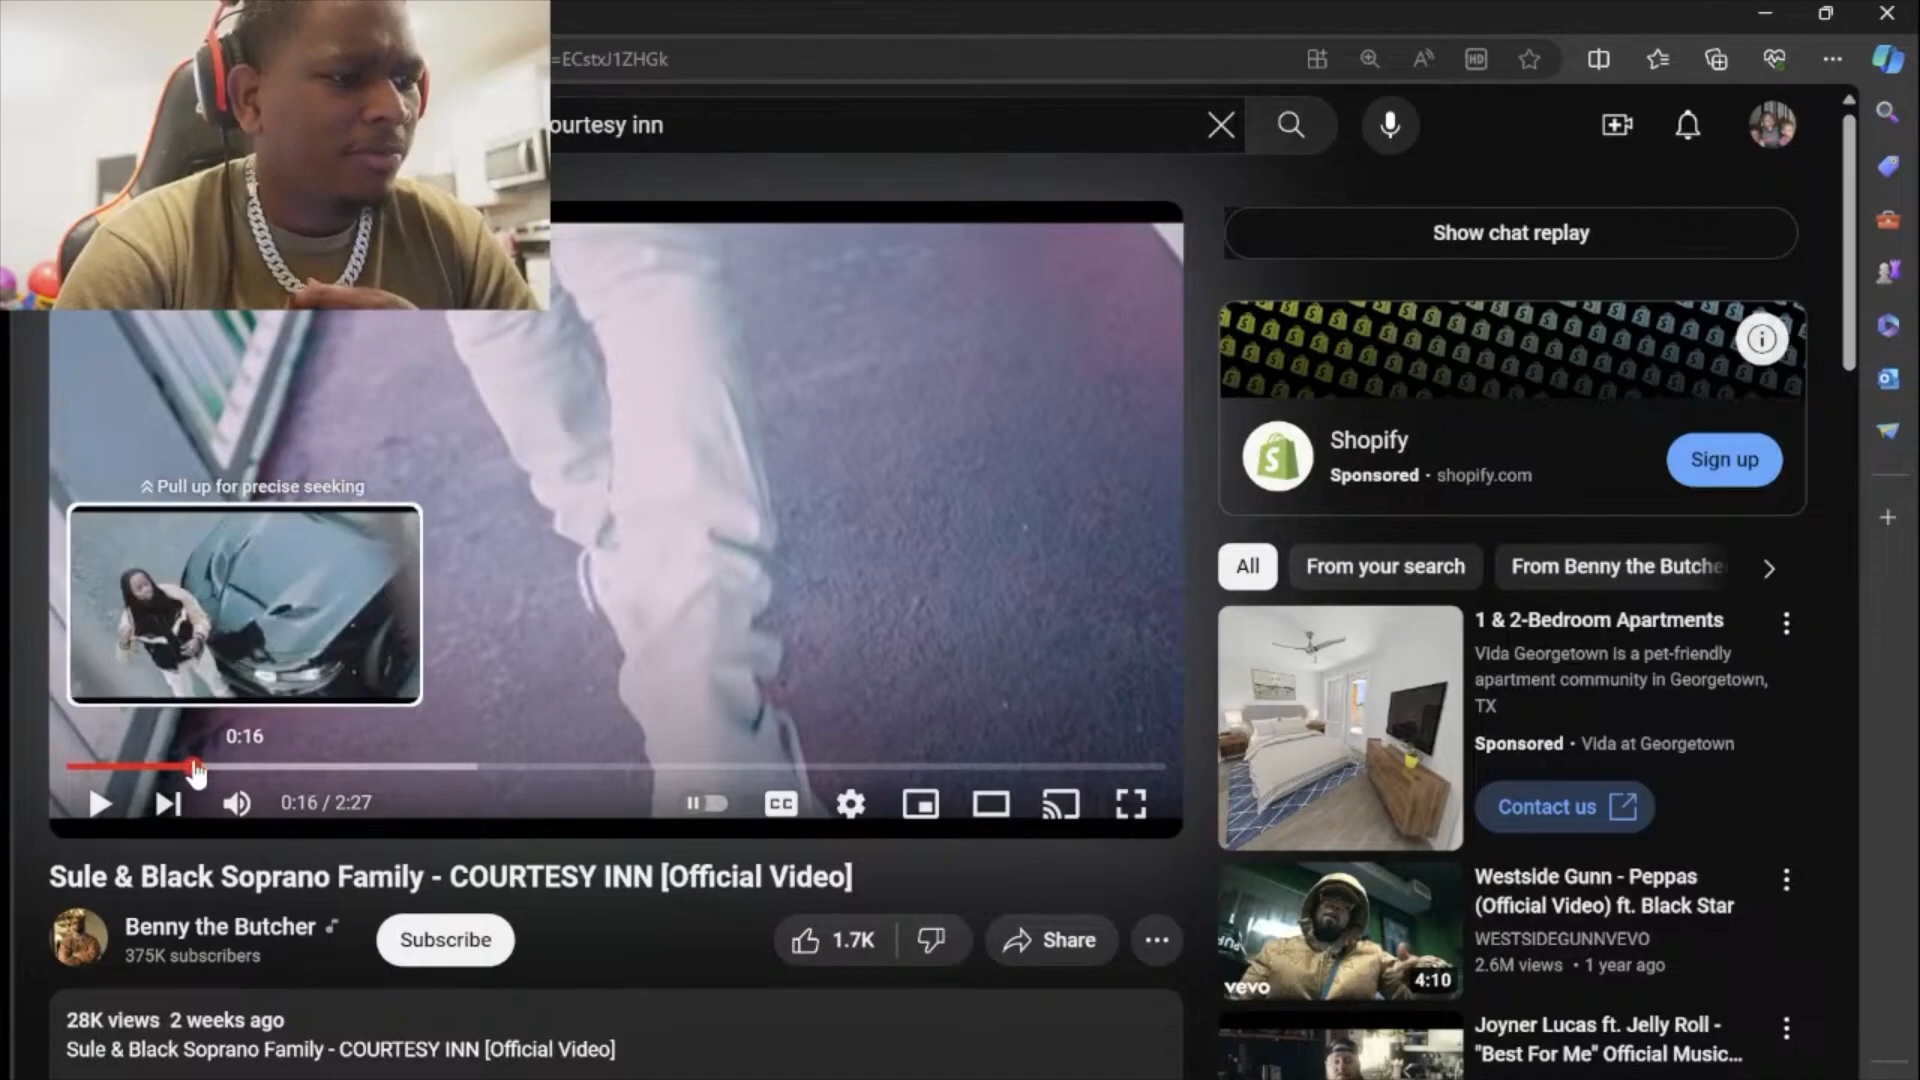 =ECstxJ1ZHGk
HD
ourtesy inn
Show chat replay
Shopify
Sponsored · shopify.com
Sign up
Pull up for precise seeking
0:16
0:16 / 2:27
CC
All
From your search
From Benny the Butche
1 & 2-Bedroom Apartments
Vida Georgetown is a pet-friendly
apartment community in Georgetown,
TX
Sponsored · Vida at Georgetown
Contact us
Sule & Black Soprano Family - COURTESY INN [Official Video]
Benny the Butcher
375K subscribers
Subscribe
1.7K
Share
28K views 2 weeks ago
Sule & Black Soprano Family - COURTESY INN [Official Video]
vevo
4:10
Westside Gunn - Peppas
(Official Video) ft. Black Star
WESTSIDEGUNNVEVO
2.6M views · 1 year ago
Joyner Lucas ft. Jelly Roll -
"Best For Me" Official Music...